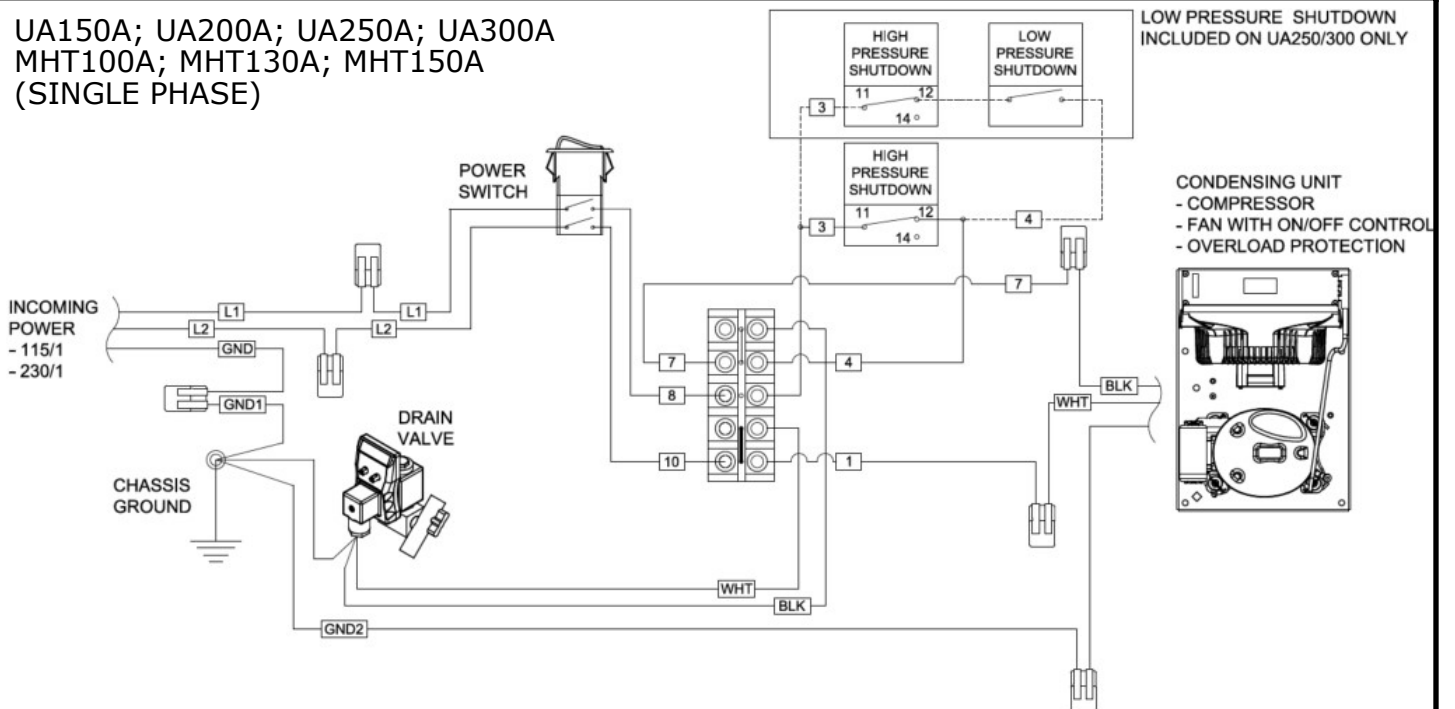 UA150A; UA200A; UA250A; UA300A
MHT100A; MHT130A; MHT150A
(SINGLE PHASE)
LOW PRESSURE SHUTDOWN
INCLUDED ON UA250/300 ONLY
HIGH
PRESSURE
SHUTDOWN
11 12
14
LOW
PRESSURE
SHUTDOWN
3
HIGH
PRESSURE
SHUTDOWN
11 12
14
3
4
POWER
SWITCH
CONDENSING UNIT
- COMPRESSOR
- FAN WITH ON/OFF CONTROL
- OVERLOAD PROTECTION
INCOMING
POWER
- 115/1
- 230/1
L1
L1
L2
L2
GND
GND1
7
7
4
8
10
1
BLK
WHT
DRAIN
VALVE
CHASSIS
GROUND
WHT
BLK
GND2